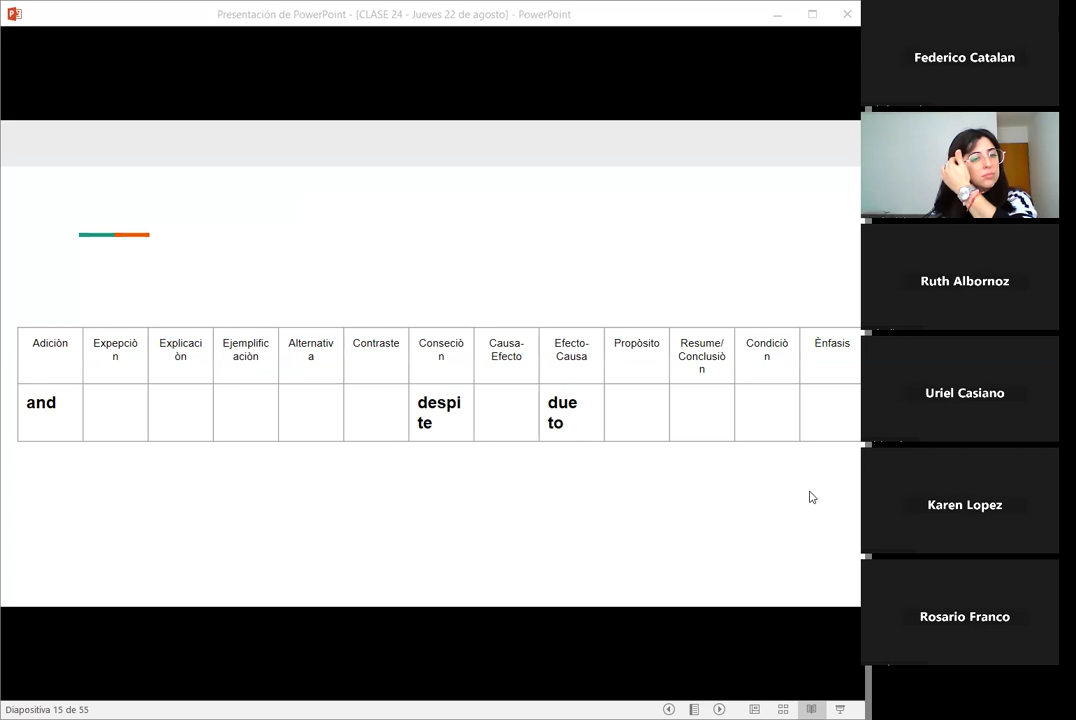 Presentación de PowerPoint - [CLASE 24 - Jueves 22 de agosto] - PowerPoint
Federico Catalan
Ruth Albornoz
Uriel Casiano
Karen Lopez
Rosario Franco
Adiciòn
Expepciò
n
Explicaci
òn
Ejemplific
aciòn
Alternativ
a
Contraste
Conseciò
n
Causa-
Efecto
Efecto-
Causa
Propòsito
Resume/
Conclusiò
n
Condiciò
n
Ènfasis
and
despi
te
due
to
Diapositiva 15 de 55